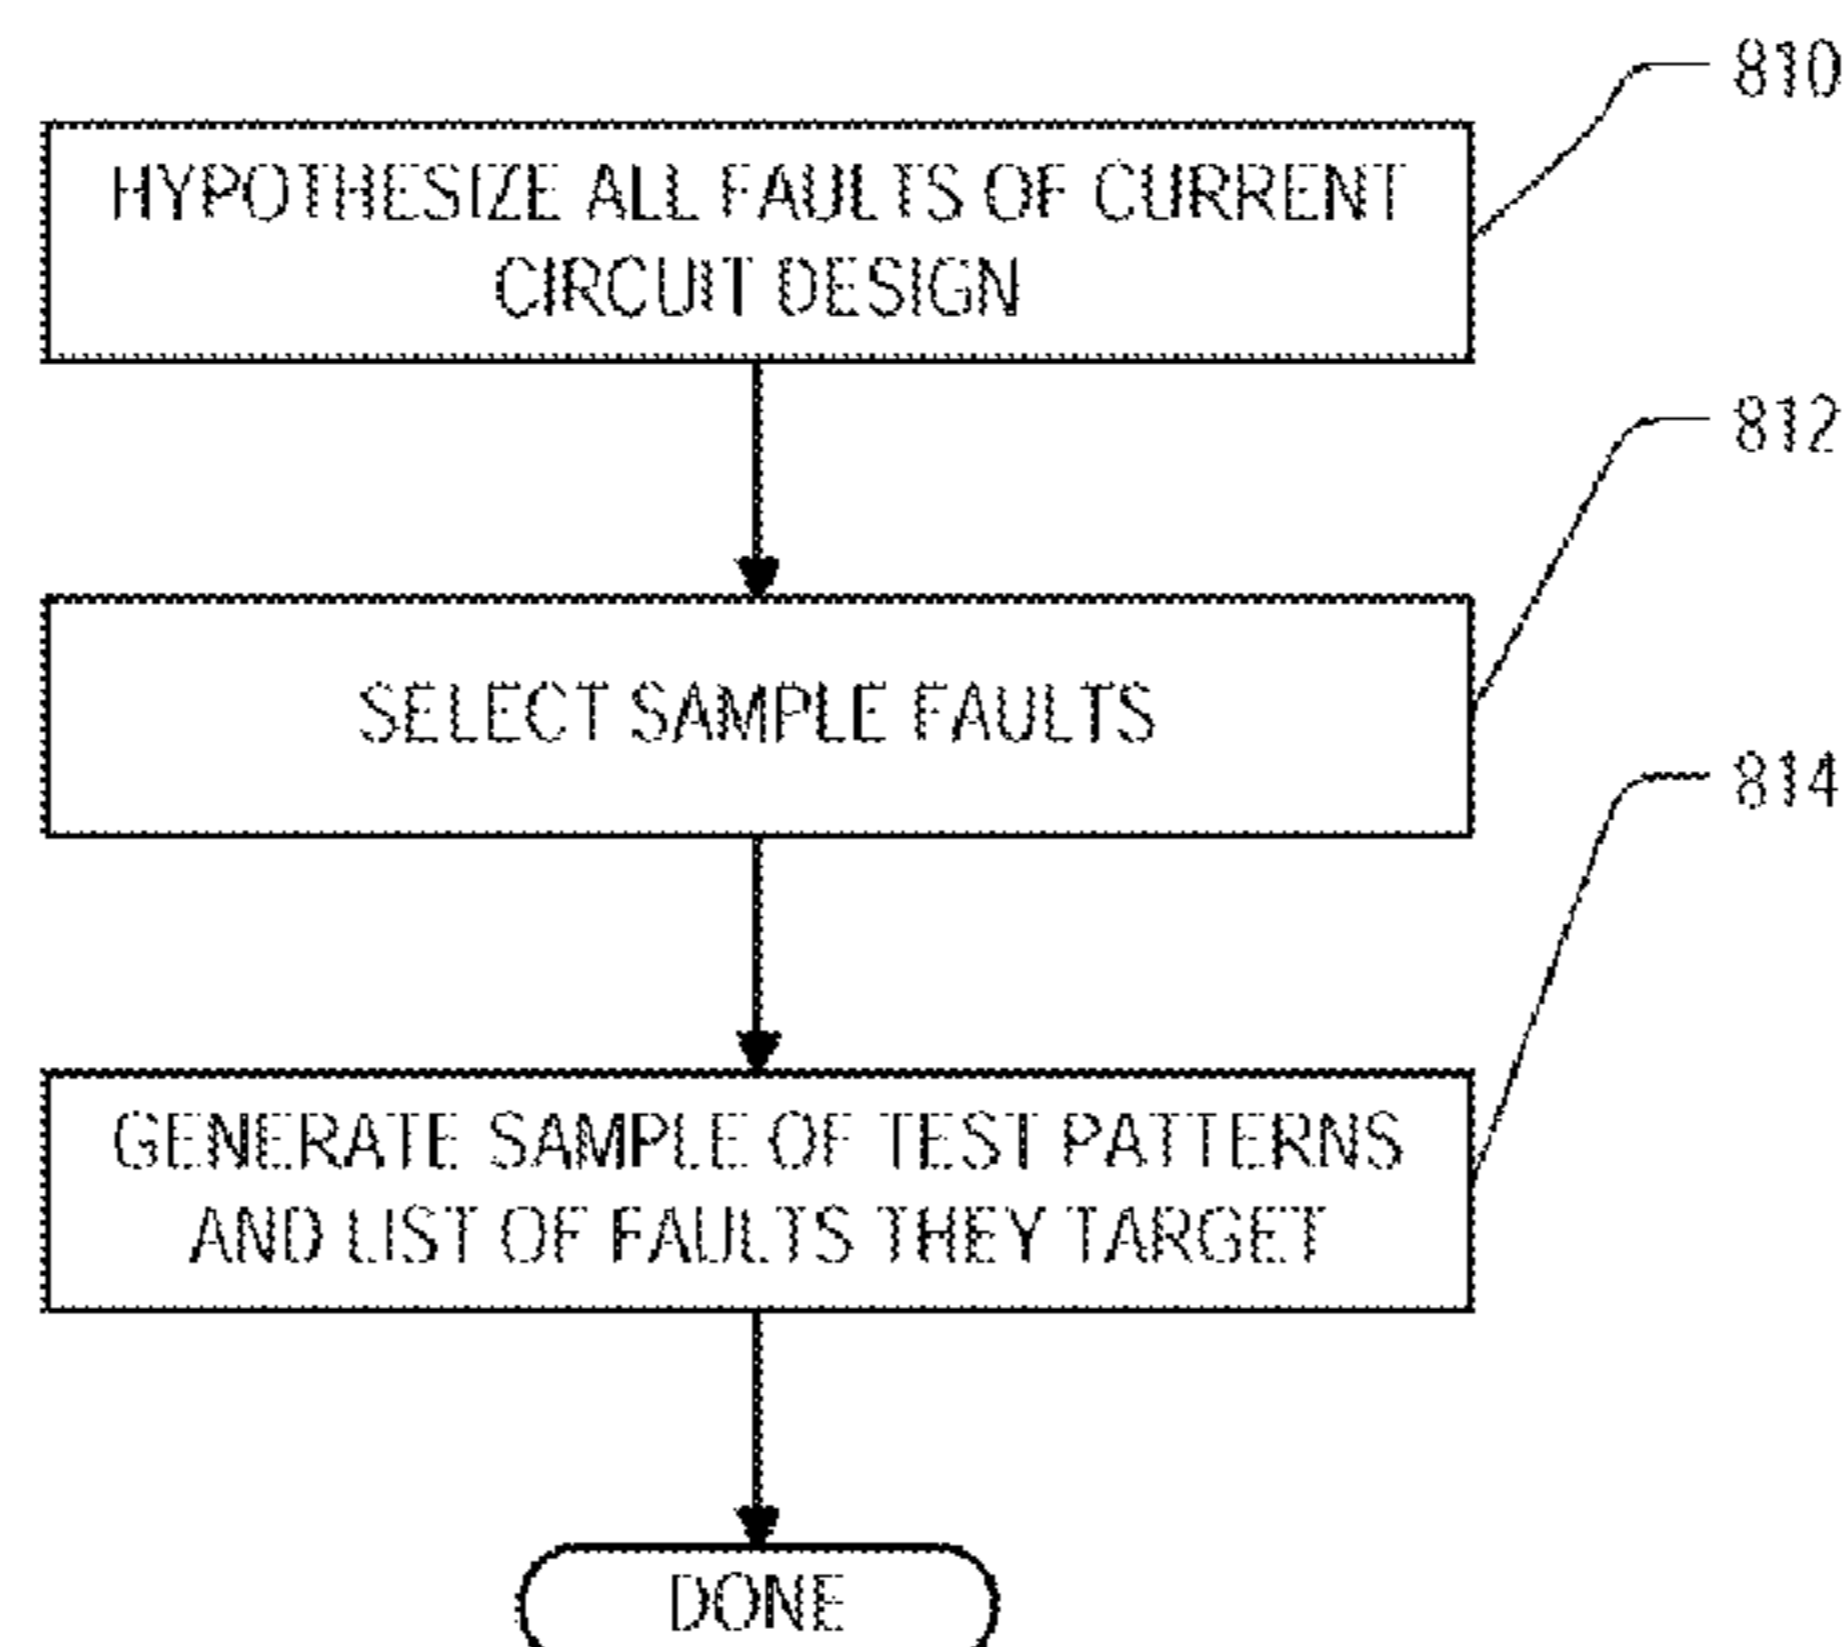 810
HYPOTHESIZE ALL FAULTS OF CURRENT
CIRCUIT DESIGN
812
SELECT SAMPLE FAULTS
814
GENERATE SAMPLE OF TEST PATTERNS
AND LIST OF FAULTS THEY TARGET
DONE